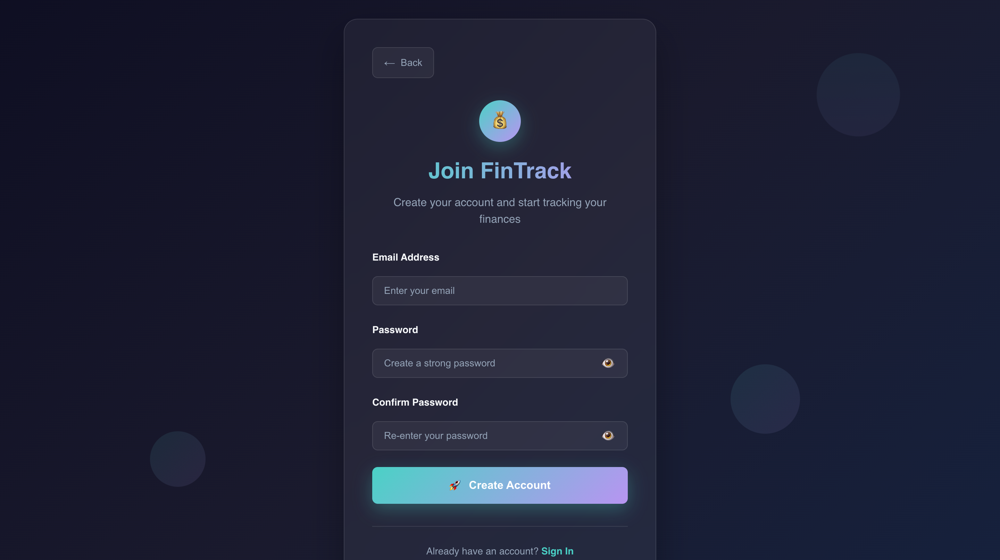 ← Back
Join FinTrack
Create your account and start tracking your
finances
Email Address
Enter your email
Password
Create a strong password
Confirm Password
Re-enter your password
🚀 Create Account
Already have an account? Sign In